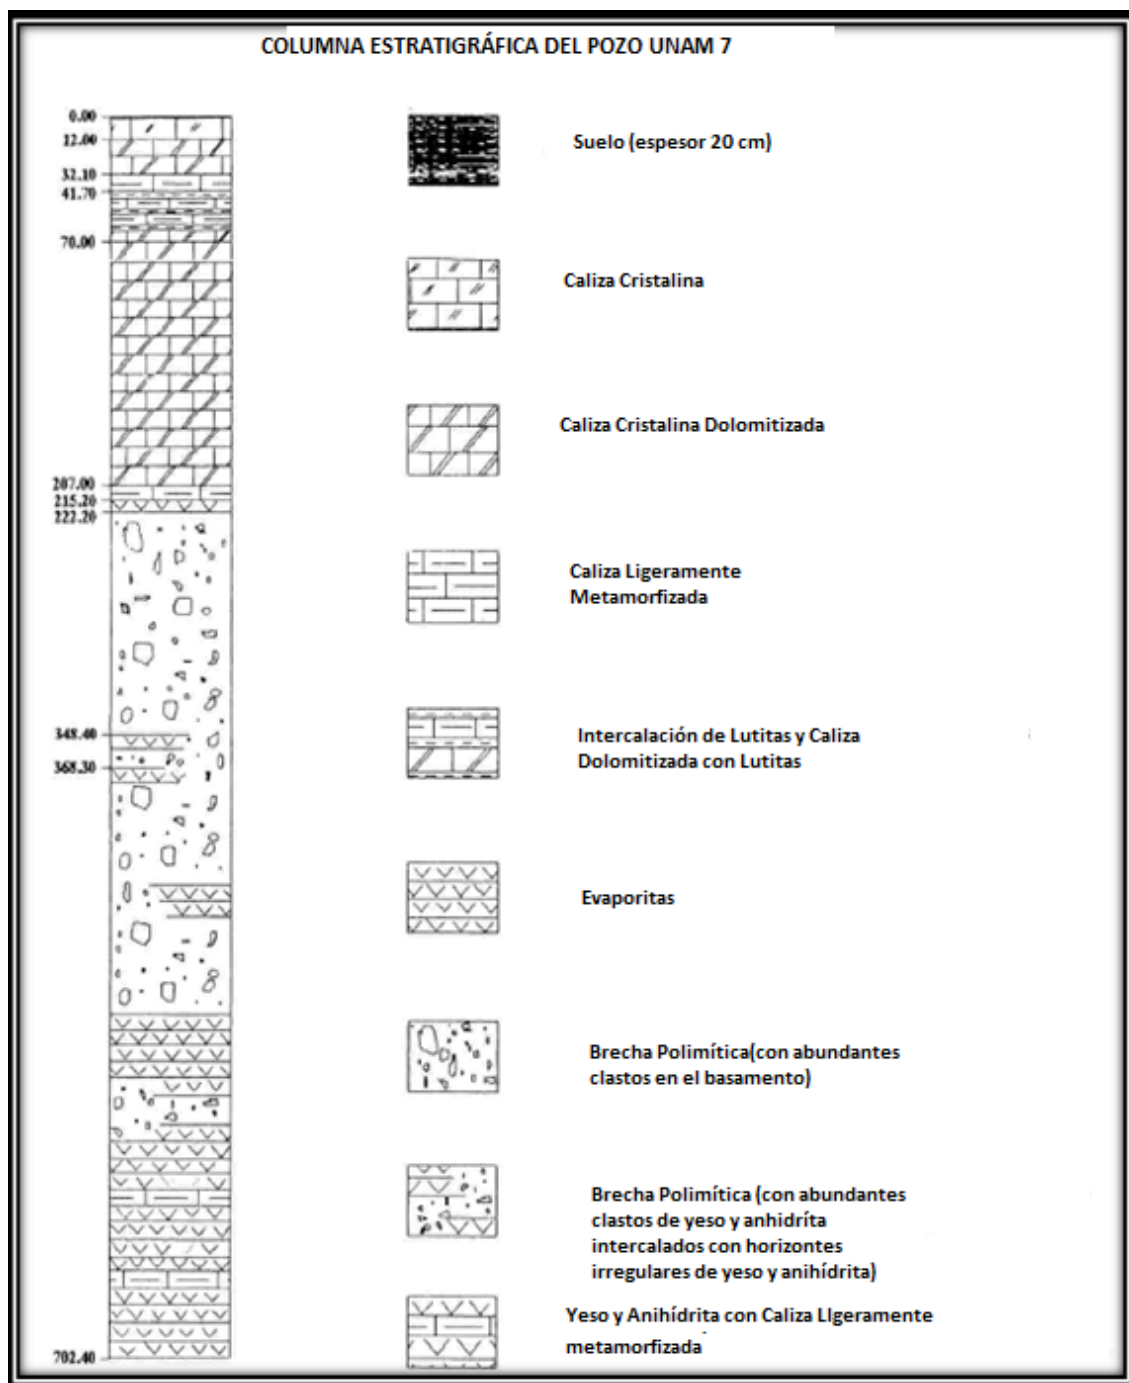 COLUMNA ESTRATIGRÁFICA DEL POZO UNAM 7
0.00
12.00
32.10
41.70
70.00
207.00
215.20
222.20
348.40
368.30
702.40
Suelo (espesor 20 cm)
Caliza Cristalina
Caliza Cristalina Dolomitizada
Caliza Ligeramente
Metamorfizada
Intercalación de Lutitas y Caliza
Dolomitizada con Lutitas
Evaporitas
Brecha Polimítica(con abundantes
clastos en el basamento)
Brecha Polimítica (con abundantes
clastos de yeso y anhidríta
intercalados con horizontes
irregulares de yeso y anihídrita)
Yeso y Anihídrita con Caliza LIgeramente
metamorfizada